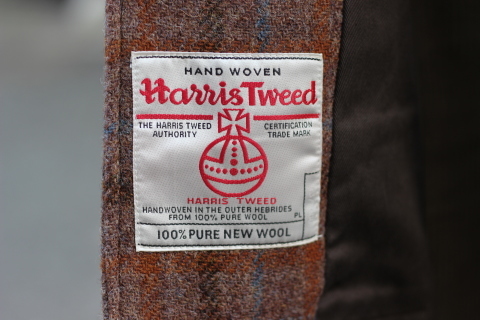 HAND WOVEN
Harris Tweed
THE HARRIS TWEED CERTIFICATION
AUTHORITY TRADE MARK
HARRIS TWEED
HANDWOVEN IN THE OUTER HEBRIDES
FROM 100% PURE WOOL PL
100% PURE NEW WOOL